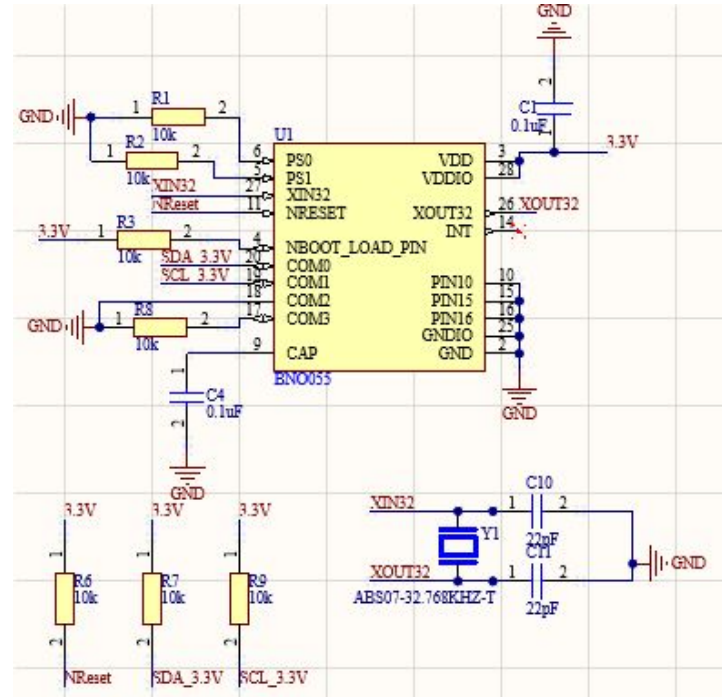 GND
R1
1 2
10k
GND
R2
1 2
10k
U1
C1
0.1uF
2
1
3.3V
6 PS0
5 PS1
XIN32 27 XIN32
NReset 11 NRESET
R3
3.3V 1 2
10k
4 NBOOT_LOAD_PIN
SDA_3.3V 20 COM0
SCL_3.3V 19 COM1
18 COM2
17 COM3
R8
GND 1 2
10k
9 CAP
VDD 3
VDDIO 28
XOUT32 26 XOUT32
INT 14
PIN10 10
PIN15 15
PIN16 16
GNDIO 25
GND 2
BNO055
GND
1
C4
0.1uF
2
GND
3.3V 3.3V 3.3V
1 1 1
R6 R7 R9
10k 10k 10k
2 2 2
NReset SDA_3.3V SCL_3.3V
C10
XIN32 1 2
22pF
Y1
C11
XOUT32 1 2
22pF
GND
ABS07-32.768KHZ-T